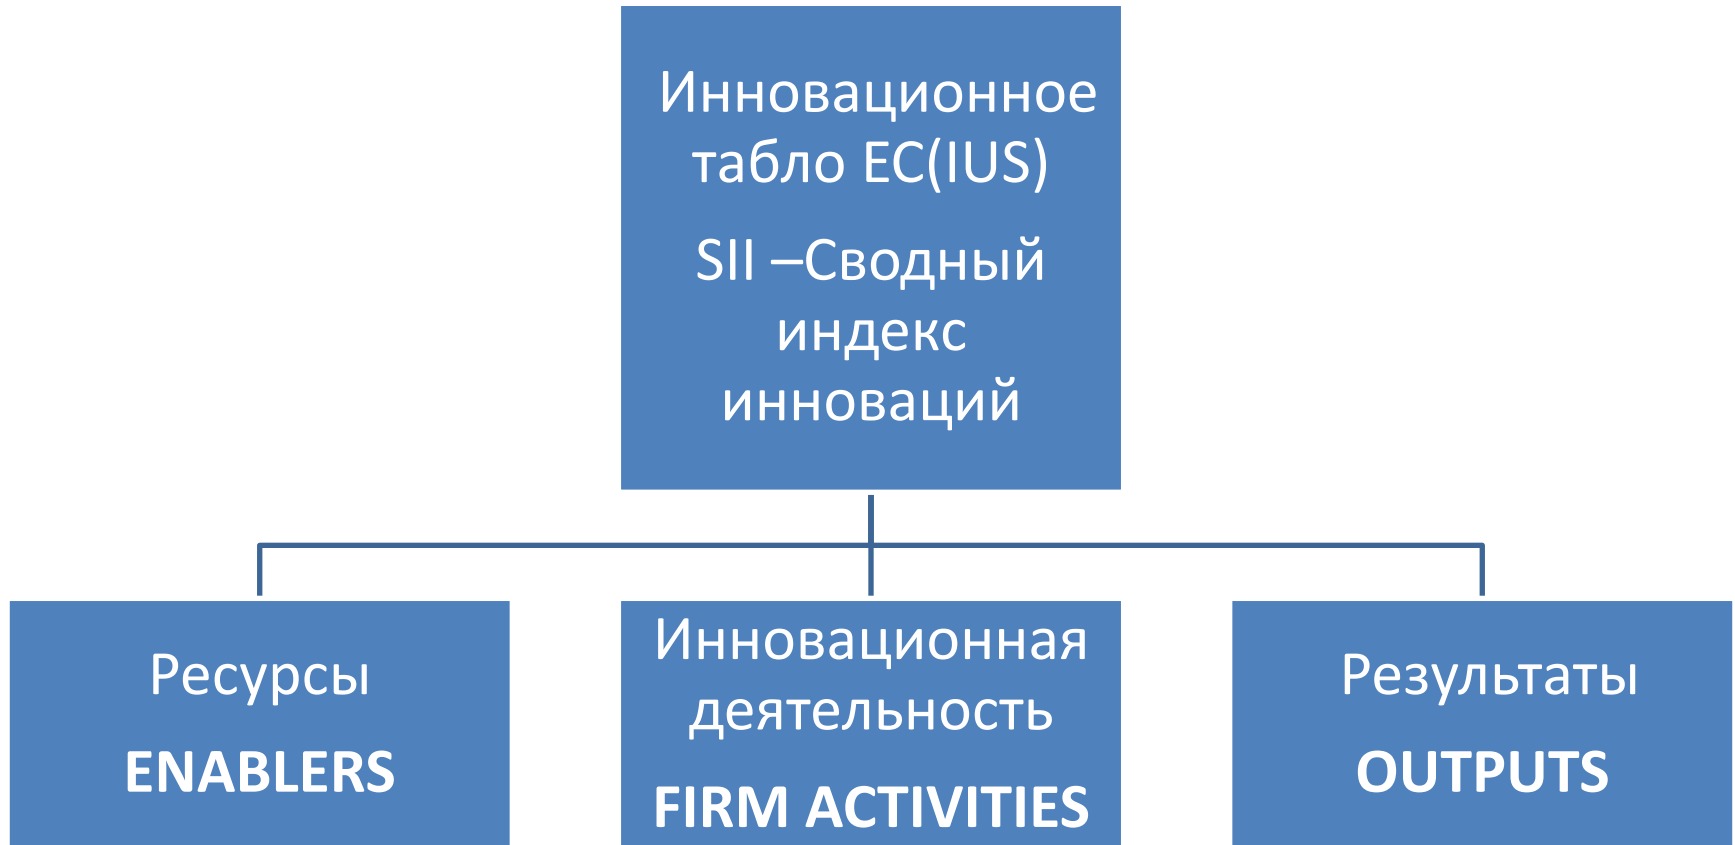 Инновационное
табло ЕС(IUS)
SII –Сводный
индекс
инноваций
Ресурсы
ENABLERS
Инновационная
деятельность
FIRM ACTIVITIES
Результаты
OUTPUTS